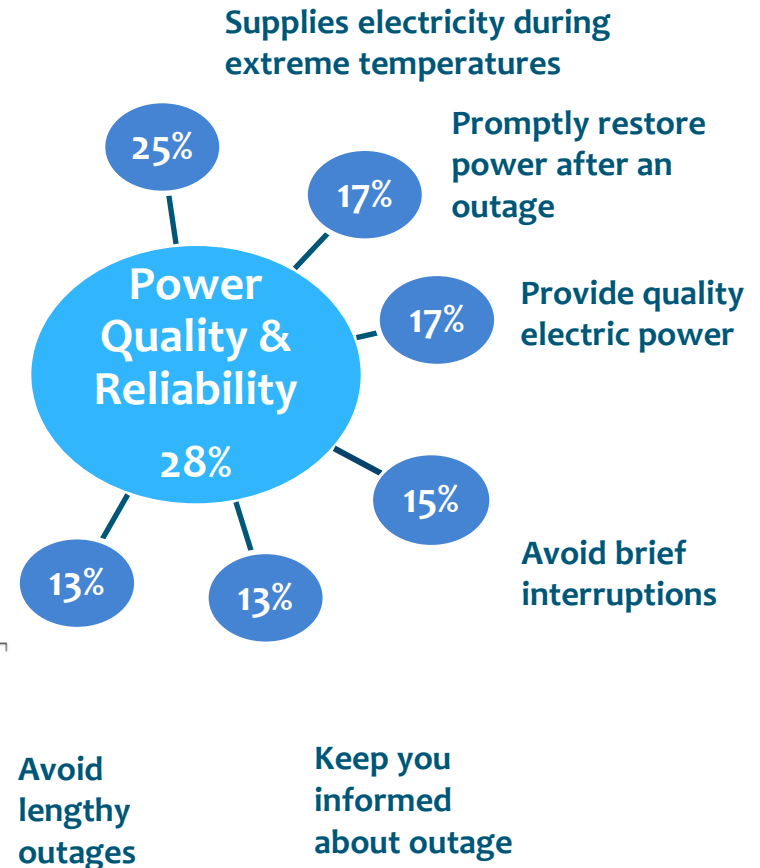 Supplies electricity during
extreme temperatures
25%
Promptly restore
power after an
outage
17%
Power
Quality &
Reliability
28%
Provide quality
electric power
17%
15%
Avoid brief
interruptions
13%
13%
Avoid
lengthy
outages
Keep you
informed
about outage